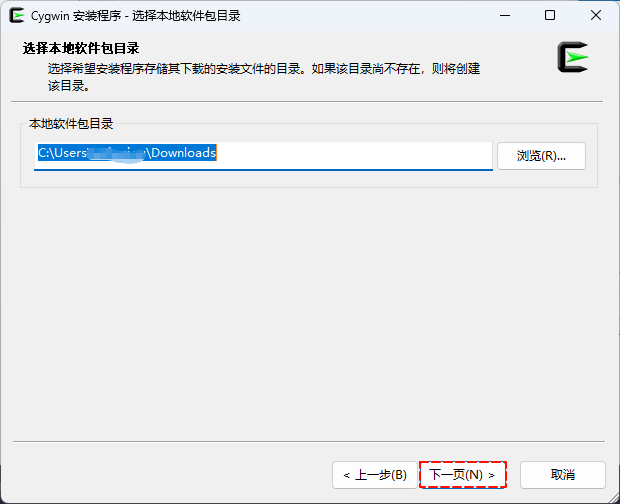 Cygwin 安装程序 - 选择本地软件包目录
选择本地软件包目录
选择希望安装程序存储其下载的安装文件的目录。如果该目录尚不存在，则将创建
该目录。
本地软件包目录
C:\Users\Downloads
浏览(R)...
< 上一步(B)
下一页(N) >
取消